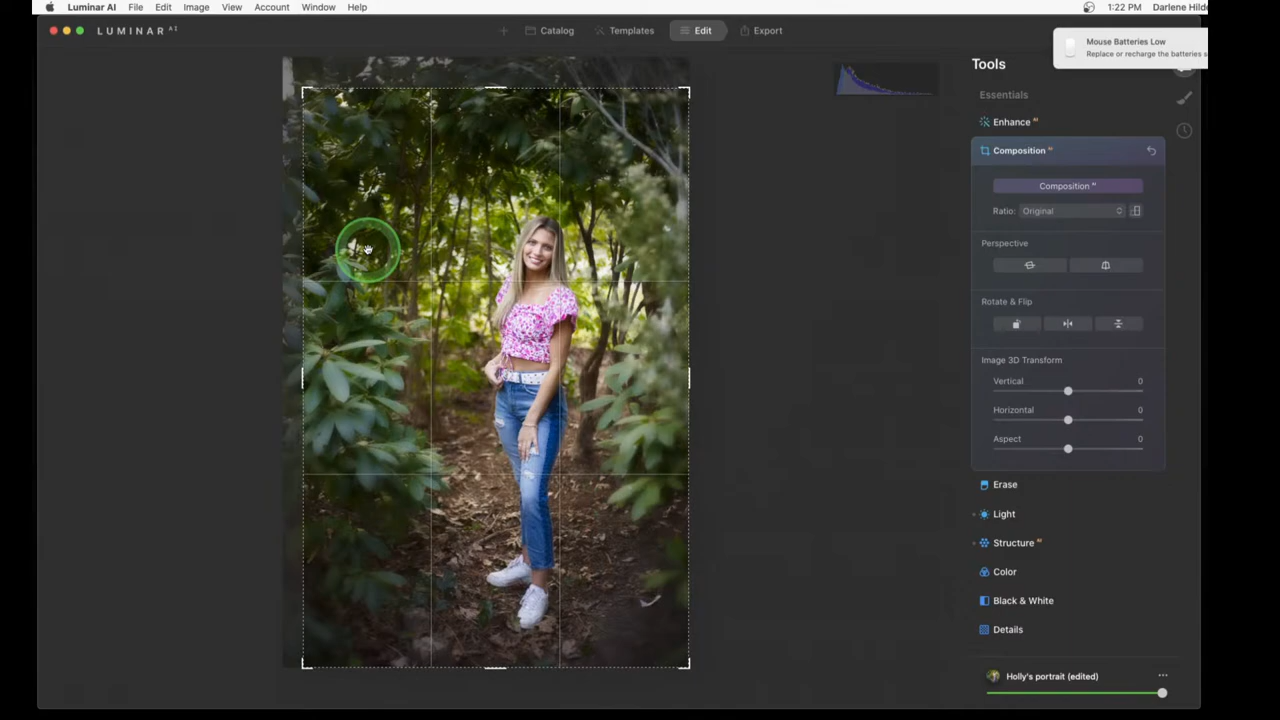 Luminar AI File Edit Image View Account Window Help 1:22 PM Darlene Hild
LUMINAR AI Catalog Templates Edit Export
Mouse Batteries Low
Replace or recharge the batteries s
Tools
Essentials
Enhance AI
Composition AI
Composition AI
Ratio: Original
Perspective
Rotate & Flip
Image 3D Transform
Vertical 0
Horizontal 0
Aspect 0
Erase
Light
Structure AI
Color
Black & White
Details
Holly's portrait (edited)